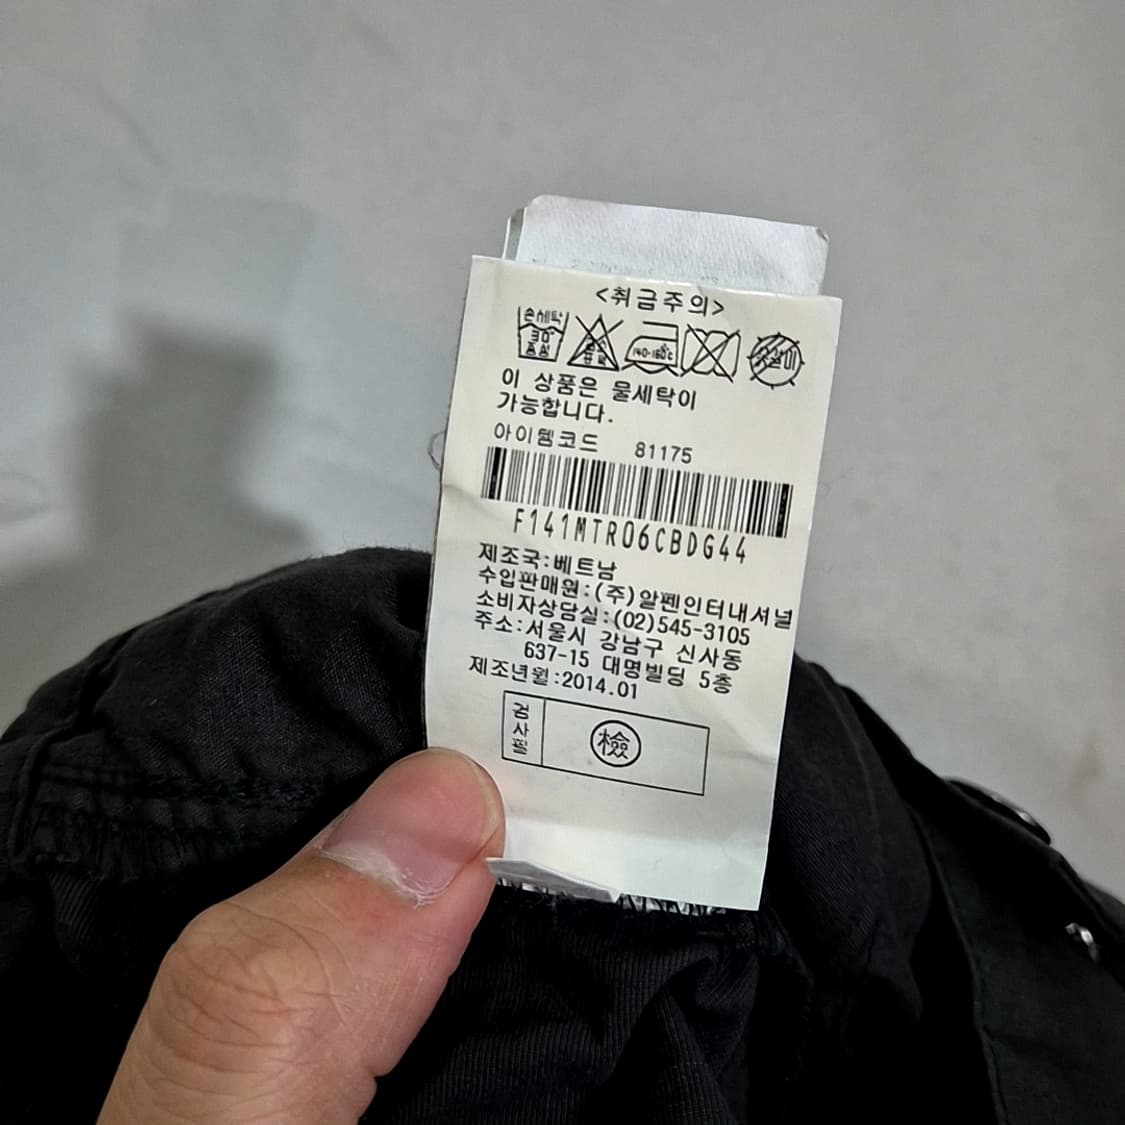 <취급주의>
손세탁
30°
중성
140-160℃
이 상품은 물세탁이
가능합니다.
아이템코드 81175
F141MTR06CBDG44
제조국:베트남
수입판매원:(주)알펜인터내셔널
소비자상담실:(02)545-3105
주소:서울시 강남구 신사동
637-15 대명빌딩 5층
제조년월:2014.01
검사필
檢